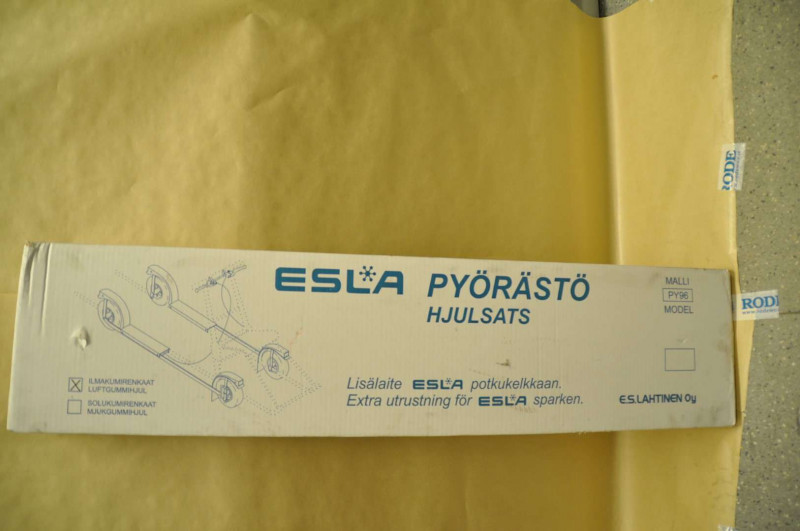 ESLA PYÖRÄSTÖ
HJULSATS
MALLI
PY96
MODEL
ILMAKUMIRENKAAT
LUFTGUMMIHJUL
SOLUKUMIRENKAAT
MJUKGUMMIHJUL
Lisälaite ESLA potkukelkkaan.
Extra utrustning för ESLA sparken.
E.S.LAHTINEN Oy
RODE
RODE